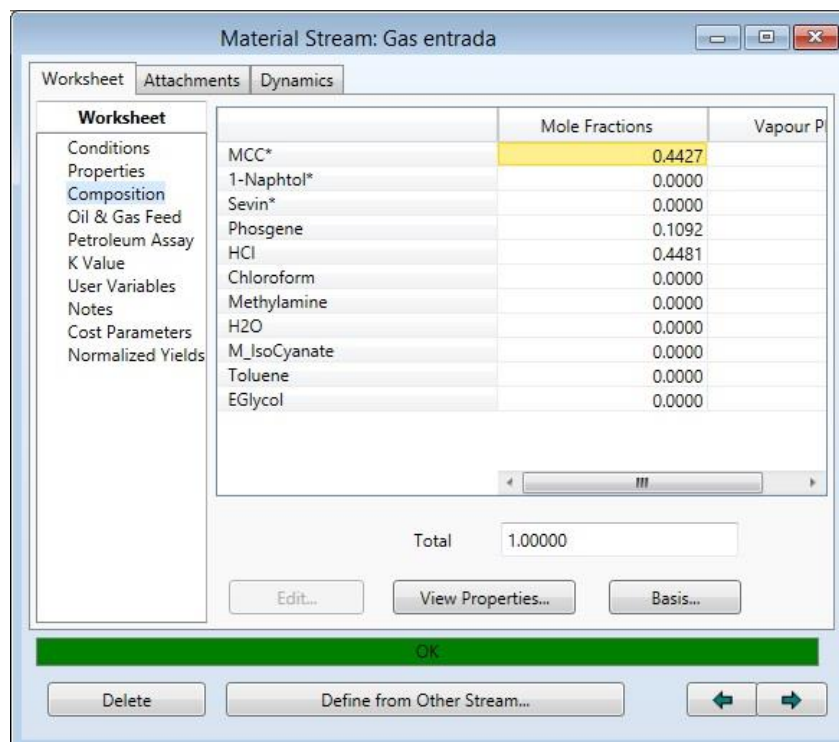 Material Stream: Gas entrada
Worksheet Attachments Dynamics
Worksheet
Conditions
Properties
Composition
Oil & Gas Feed
Petroleum Assay
K Value
User Variables
Notes
Cost Parameters
Normalized Yields
Mole Fractions Vapour Pl
MCC* 0.4427
1-Naphtol* 0.0000
Sevin* 0.0000
Phosgene 0.1092
HCl 0.4481
Chloroform 0.0000
Methylamine 0.0000
H2O 0.0000
M_IsoCyanate 0.0000
Toluene 0.0000
EGlycol 0.0000
Total 1.00000
Edit... View Properties... Basis...
OK
Delete Define from Other Stream...